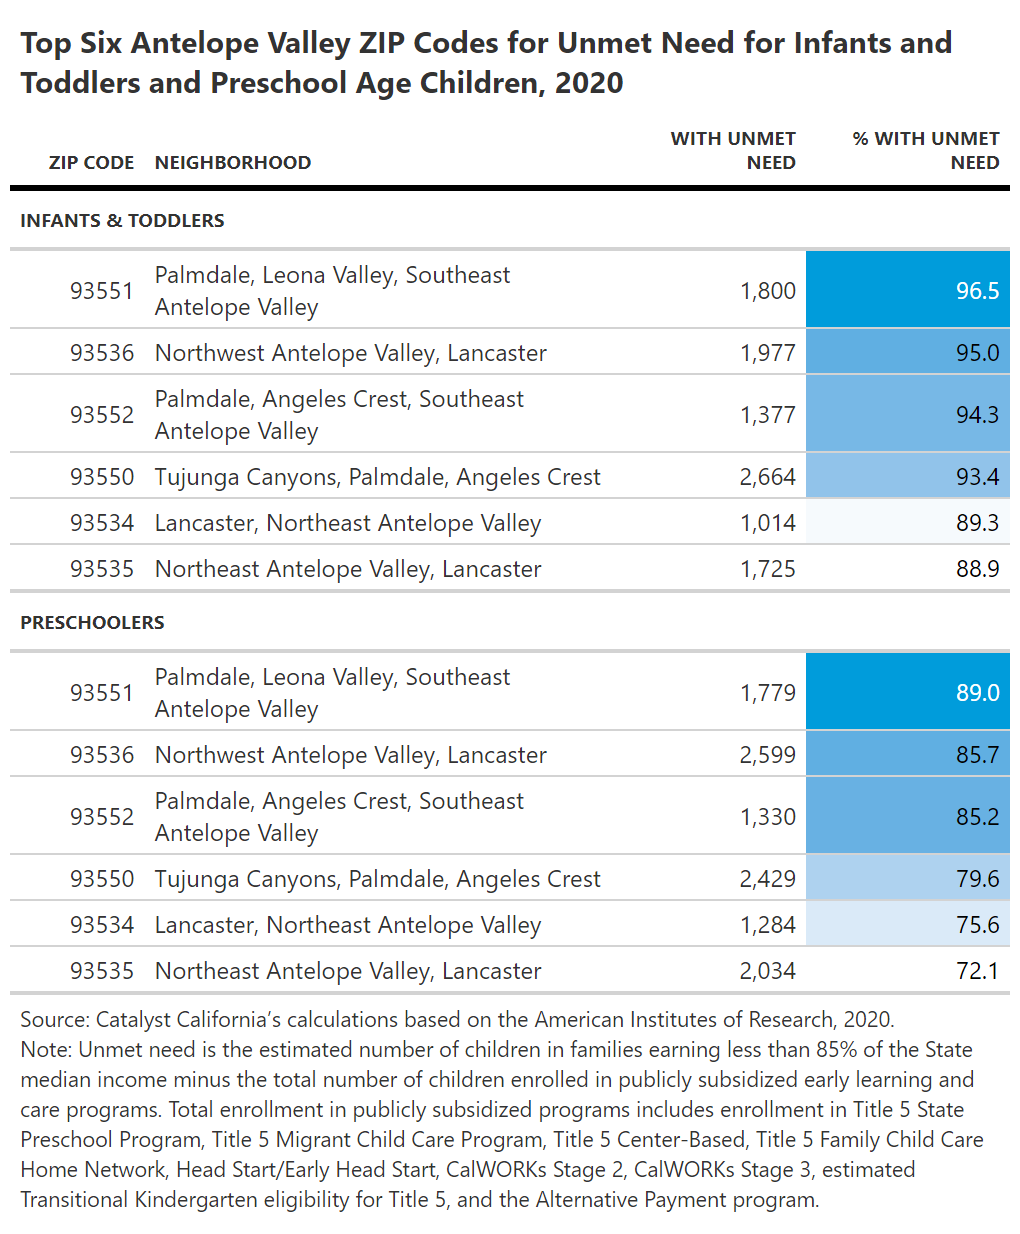 Top Six Antelope Valley ZIP Codes for Unmet Need for Infants and
Toddlers and Preschool Age Children, 2020
ZIP CODE NEIGHBORHOOD WITH UNMET NEED % WITH UNMET NEED
INFANTS & TODDLERS
93551 Palmdale, Leona Valley, Southeast Antelope Valley 1,800 96.5
93536 Northwest Antelope Valley, Lancaster 1,977 95.0
93552 Palmdale, Angeles Crest, Southeast Antelope Valley 1,377 94.3
93550 Tujunga Canyons, Palmdale, Angeles Crest 2,664 93.4
93534 Lancaster, Northeast Antelope Valley 1,014 89.3
93535 Northeast Antelope Valley, Lancaster 1,725 88.9
PRESCHOOLERS
93551 Palmdale, Leona Valley, Southeast Antelope Valley 1,779 89.0
93536 Northwest Antelope Valley, Lancaster 2,599 85.7
93552 Palmdale, Angeles Crest, Southeast Antelope Valley 1,330 85.2
93550 Tujunga Canyons, Palmdale, Angeles Crest 2,429 79.6
93534 Lancaster, Northeast Antelope Valley 1,284 75.6
93535 Northeast Antelope Valley, Lancaster 2,034 72.1
Source: Catalyst California’s calculations based on the American Institutes of Research, 2020.
Note: Unmet need is the estimated number of children in families earning less than 85% of the State
median income minus the total number of children enrolled in publicly subsidized early learning and
care programs. Total enrollment in publicly subsidized programs includes enrollment in Title 5 State
Preschool Program, Title 5 Migrant Child Care Program, Title 5 Center-Based, Title 5 Family Child Care
Home Network, Head Start/Early Head Start, CalWORKs Stage 2, CalWORKs Stage 3, estimated
Transitional Kindergarten eligibility for Title 5, and the Alternative Payment program.